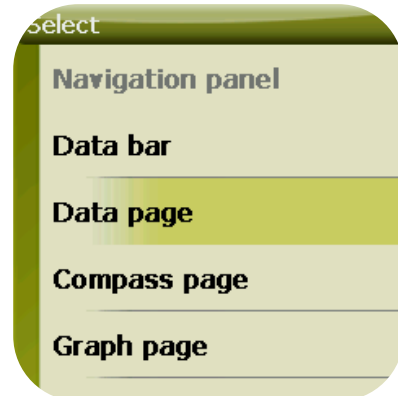 Select
Navigation panel
Data bar
Data page
Compass page
Graph page